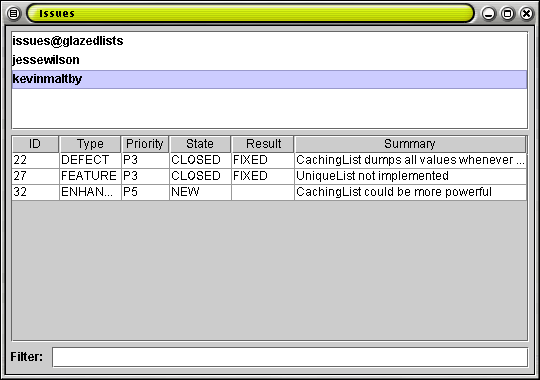 Issues
issues@glazedlists
jessewilson
kevinmaltby
ID Type Priority State Result Summary
22 DEFECT P3 CLOSED FIXED CachingList dumps all values whenever ...
27 FEATURE P3 CLOSED FIXED UniqueList not implemented
32 ENHAN... P5 NEW CachingList could be more powerful
Filter: